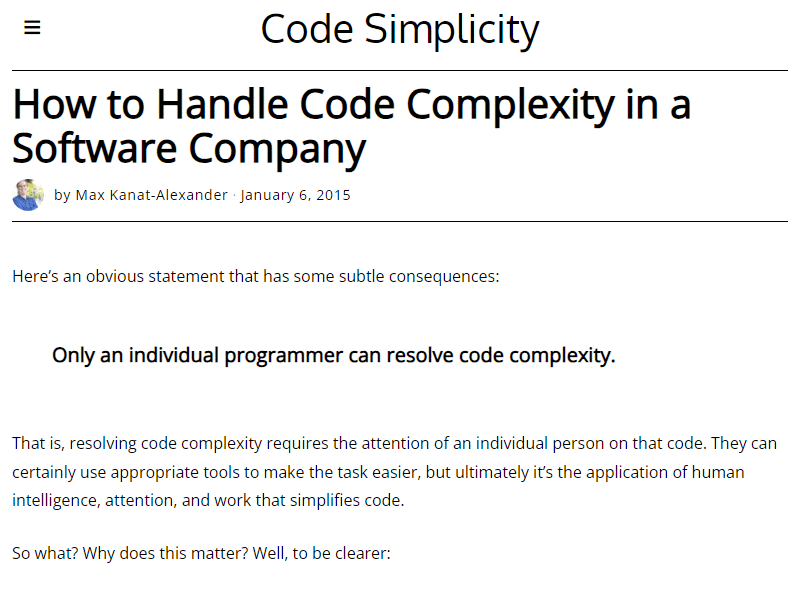 Code Simplicity
How to Handle Code Complexity in a
Software Company
by Max Kanat-Alexander · January 6, 2015
Here’s an obvious statement that has some subtle consequences:
Only an individual programmer can resolve code complexity.
That is, resolving code complexity requires the attention of an individual person on that code. They can
certainly use appropriate tools to make the task easier, but ultimately it’s the application of human
intelligence, attention, and work that simplifies code.
So what? Why does this matter? Well, to be clearer: